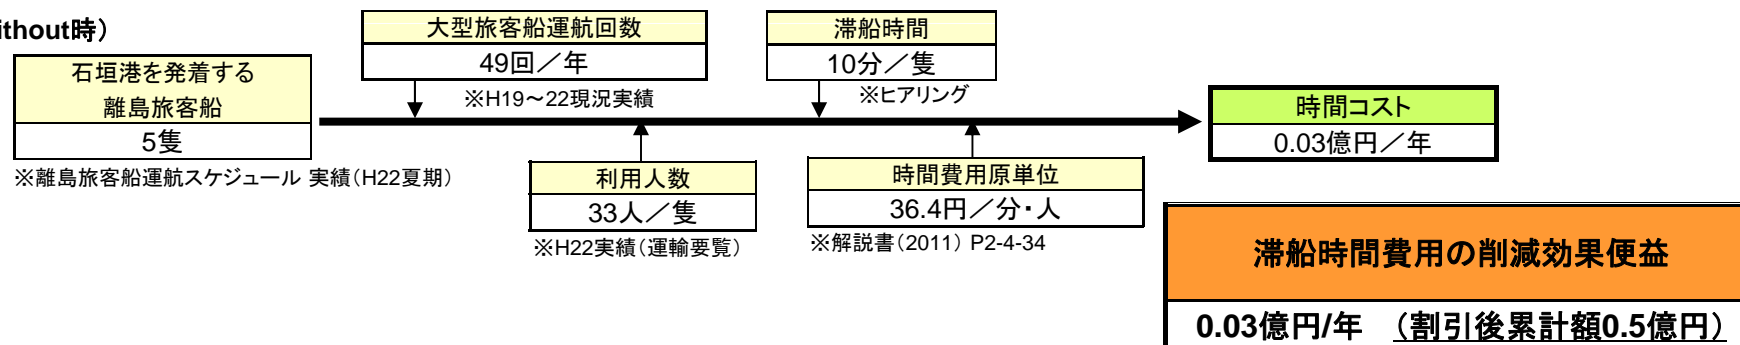 ithout時）
大型旅客船運航回数
49回／年
※H19～22現況実績
滞船時間
10分／隻
※ヒアリング
石垣港を発着する
離島旅客船
5隻
※離島旅客船運航スケジュール 実績（H22夏期）
時間コスト
0.03億円／年
利用人数
33人／隻
※H22実績（運輸要覧）
時間費用原単位
36.4円／分・人
※解説書（2011） P2-4-34
滞船時間費用の削減効果便益
0.03億円/年 （割引後累計額0.5億円）